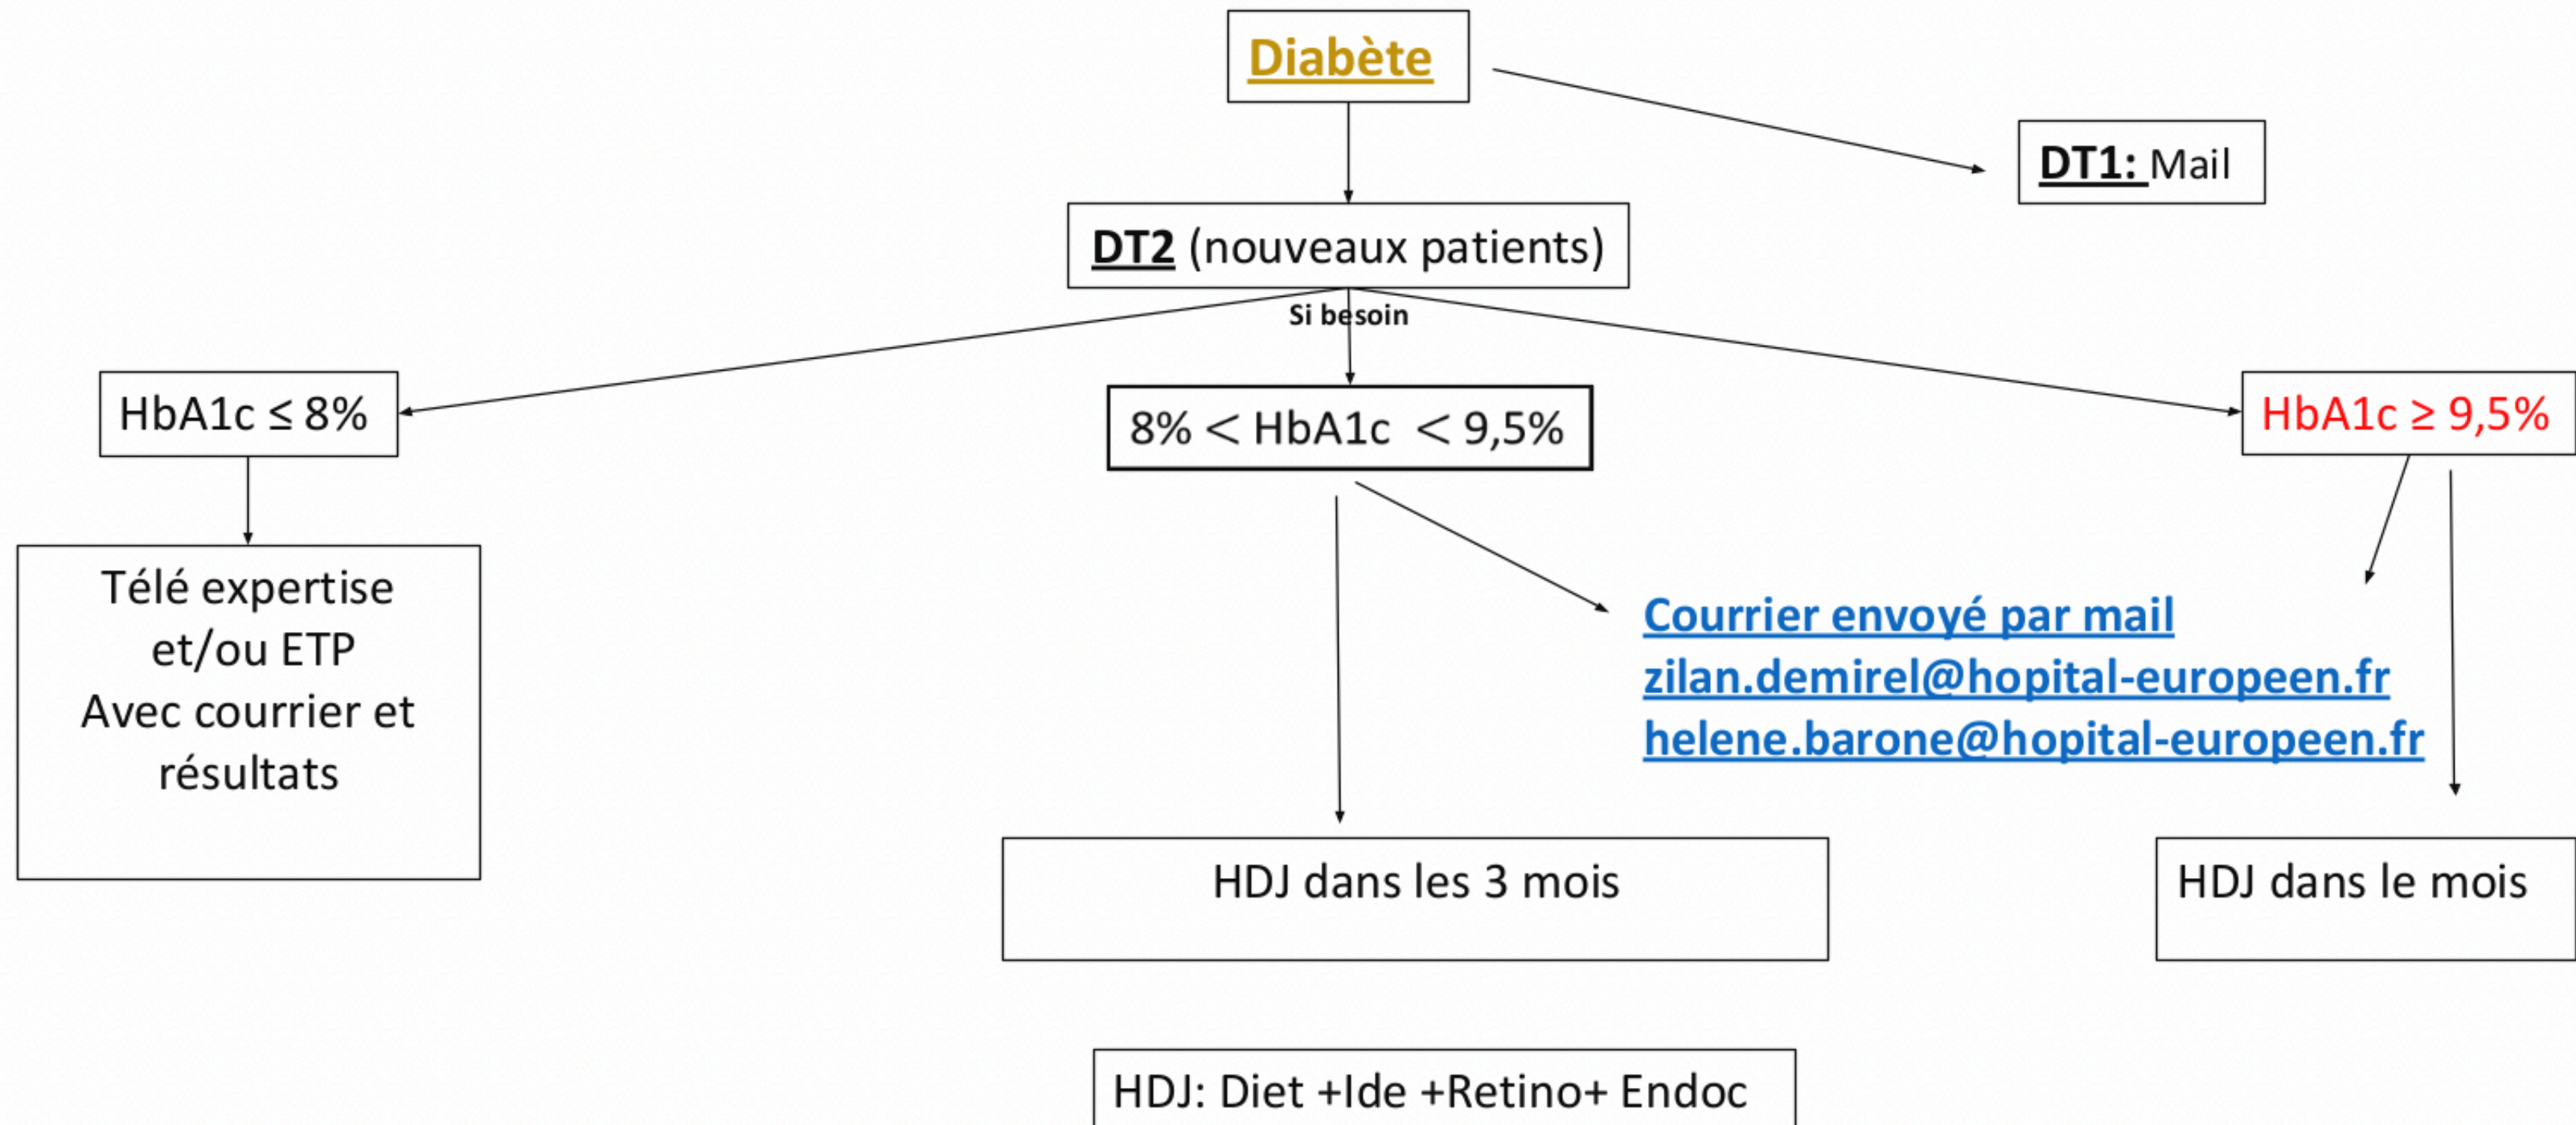 Diabète
DT1: Mail
DT2 (nouveaux patients)
Si besoin
HbA1c ≤ 8%
8% < HbA1c < 9,5%
HbA1c ≥ 9,5%
Télé expertise
et/ou ETP
Avec courrier et
résultats
Courrier envoyé par mail
zilan.demirel@hopital-europeen.fr
helene.barone@hopital-europeen.fr
HDJ dans les 3 mois
HDJ dans le mois
HDJ: Diet +Ide +Retino+ Endoc